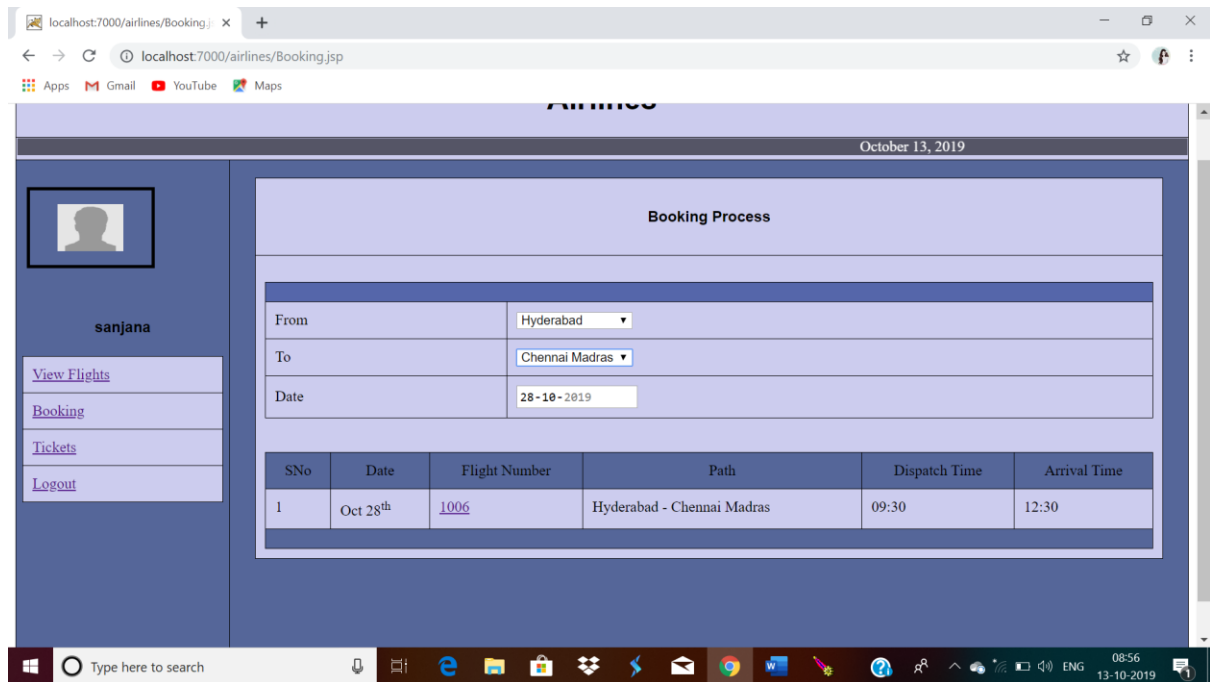 localhost:7000/airlines/Booking.j
localhost:7000/airlines/Booking.jsp
Apps Gmail YouTube Maps
Airlines
October 13, 2019
Booking Process
sanjana
View Flights
Booking
Tickets
Logout
From Hyderabad
To Chennai Madras
Date 28-10-2019
SNo Date Flight Number Path Dispatch Time Arrival Time
1 Oct 28th 1006 Hyderabad - Chennai Madras 09:30 12:30
Type here to search
ENG
08:56
13-10-2019
1